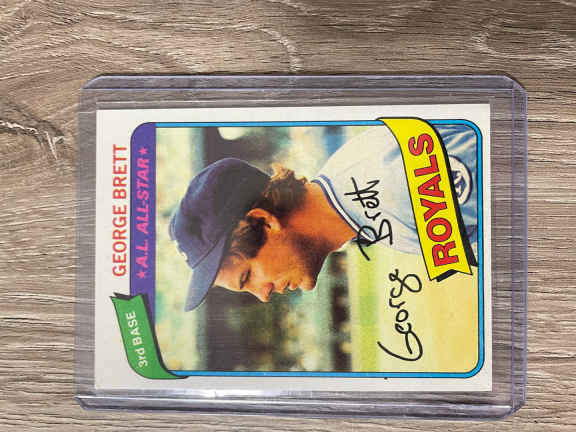 GEORGE BRETT
★A.L. ALL-STAR★
3rd BASE
George Brett
ROYALS